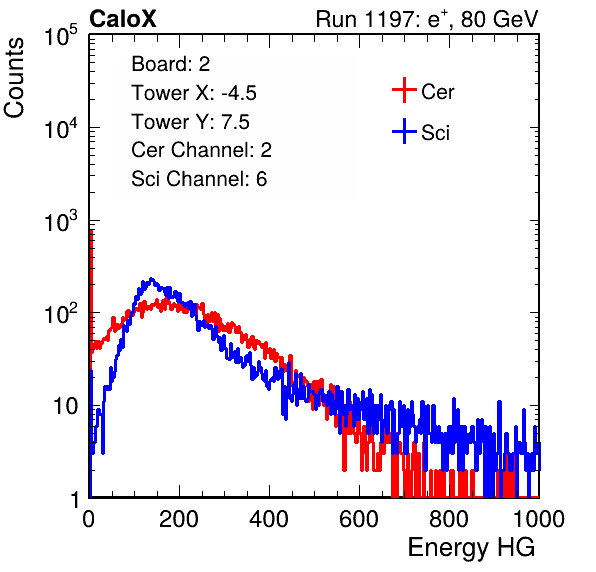 CaloX Run 1197: e⁺, 80 GeV
Counts
Board: 2
Tower X: -4.5
Tower Y: 7.5
Cer Channel: 2
Sci Channel: 6
Cer
Sci
10⁵
10⁴
10³
10²
10
1
0 200 400 600 800 1000
Energy HG